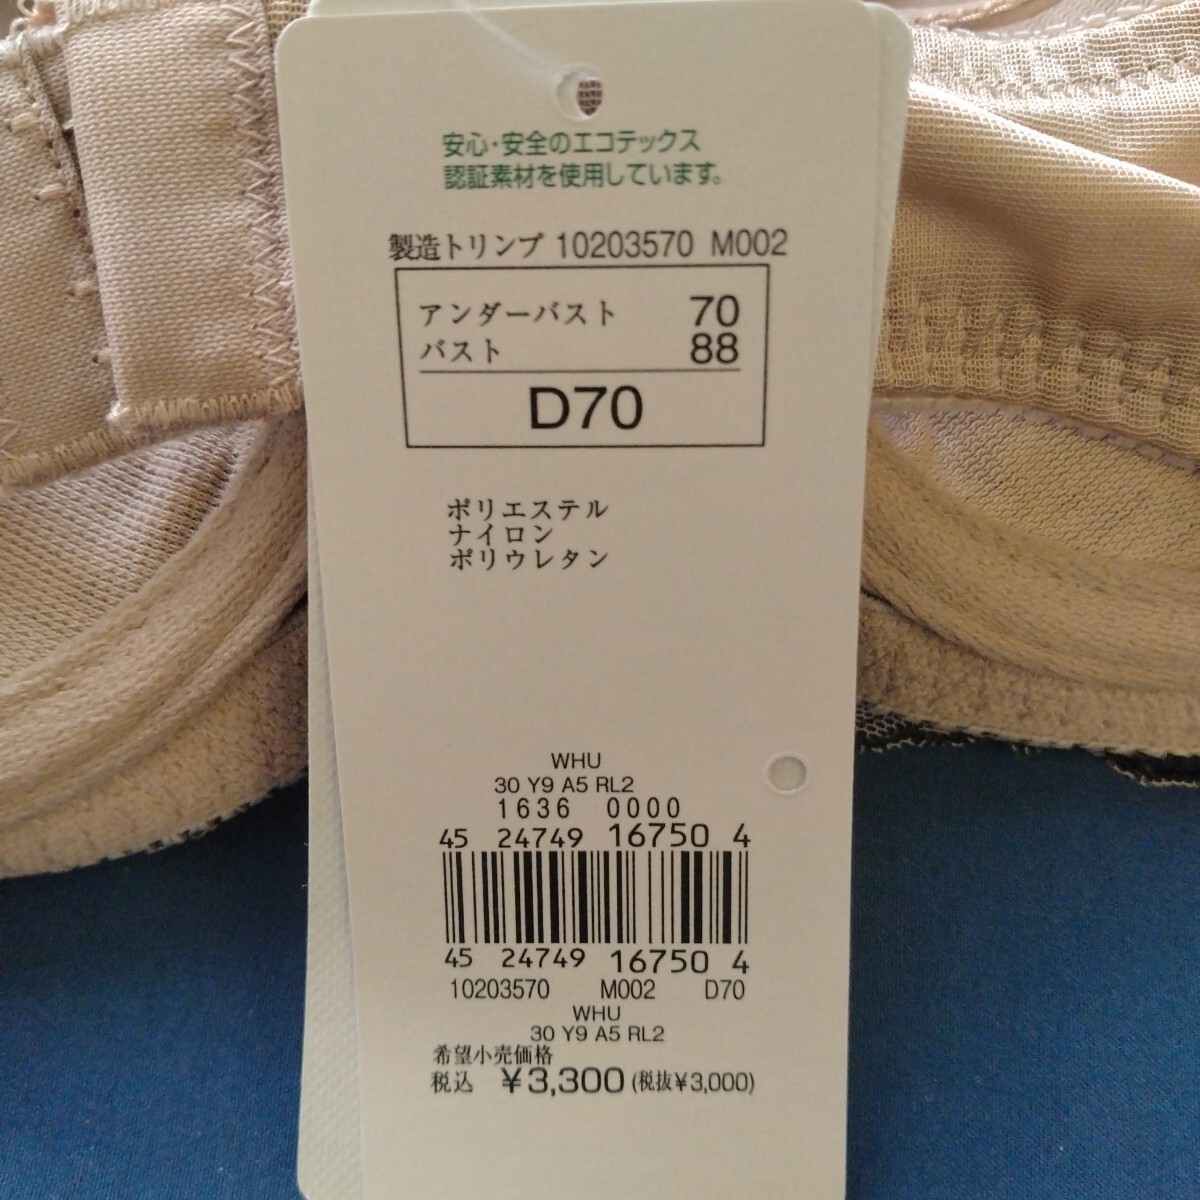 安心・安全のエコテックス
認証素材を使用しています。
製造トリンプ 10203570 M002
アンダーバスト 70
バスト 88
D70
ポリエステル
ナイロン
ポリウレタン
WHU
30 Y9 A5 RL2
1636 0000
45 24749 16750 4
45 24749 16750 4
10203570 M002 D70
WHU
30 Y9 A5 RL2
希望小売価格
税込 ¥3,300 (税抜¥3,000)